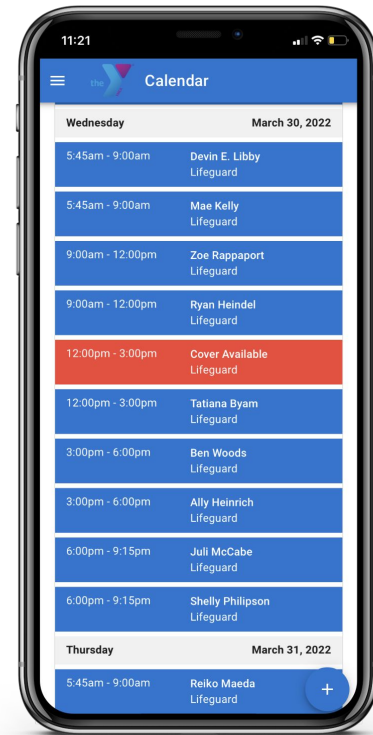 11:21
the Y Calendar
Wednesday March 30, 2022
5:45am - 9:00am Devin E. Libby
Lifeguard
5:45am - 9:00am Mae Kelly
Lifeguard
9:00am - 12:00pm Zoe Rappaport
Lifeguard
9:00am - 12:00pm Ryan Heindel
Lifeguard
12:00pm - 3:00pm Cover Available
Lifeguard
12:00pm - 3:00pm Tatiana Byam
Lifeguard
3:00pm - 6:00pm Ben Woods
Lifeguard
3:00pm - 6:00pm Ally Heinrich
Lifeguard
6:00pm - 9:15pm Juli McCabe
Lifeguard
6:00pm - 9:15pm Shelly Philipson
Lifeguard
Thursday March 31, 2022
5:45am - 9:00am Reiko Maeda
Lifeguard